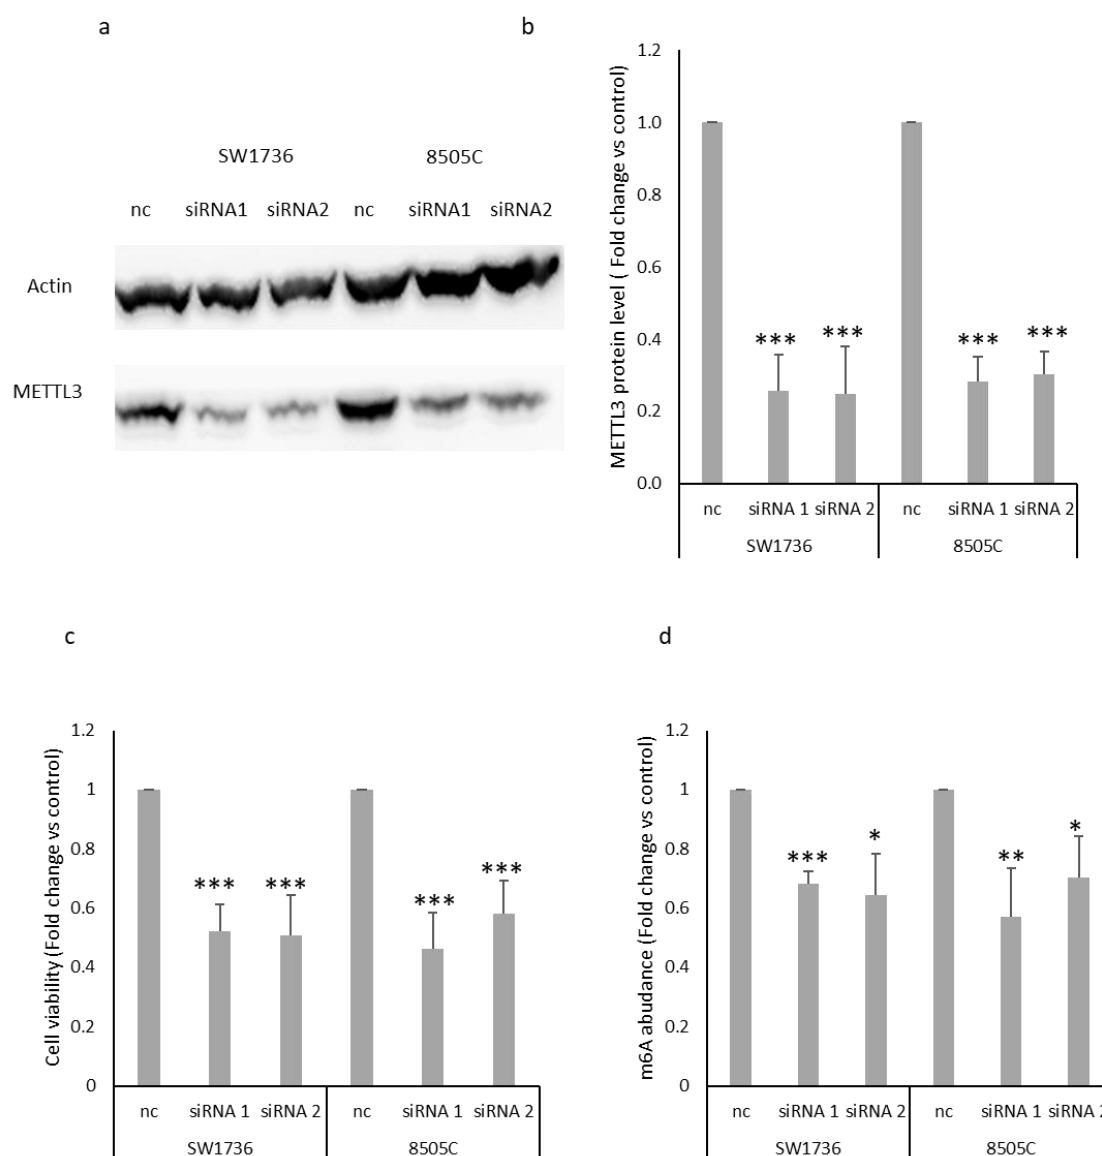 a
SW1736 8505C
nc siRNA1 siRNA2 nc siRNA1 siRNA2
Actin
METTL3
b
METTL3 protein level ( Fold change vs control)
1.2
1.0
0.8
0.6
0.4
0.2
0.0
*** *** *** ***
nc siRNA 1 siRNA 2 nc siRNA 1 siRNA 2
SW1736 8505C
c
Cell viability (Fold change vs control)
1.2
1
0.8
0.6
0.4
0.2
0
*** *** *** ***
nc siRNA 1 siRNA 2 nc siRNA 1 siRNA 2
SW1736 8505C
d
m6A abudance (Fold change vs control)
1.2
1
0.8
0.6
0.4
0.2
0
*** * ** *
nc siRNA 1 siRNA 2 nc siRNA 1 siRNA 2
SW1736 8505C